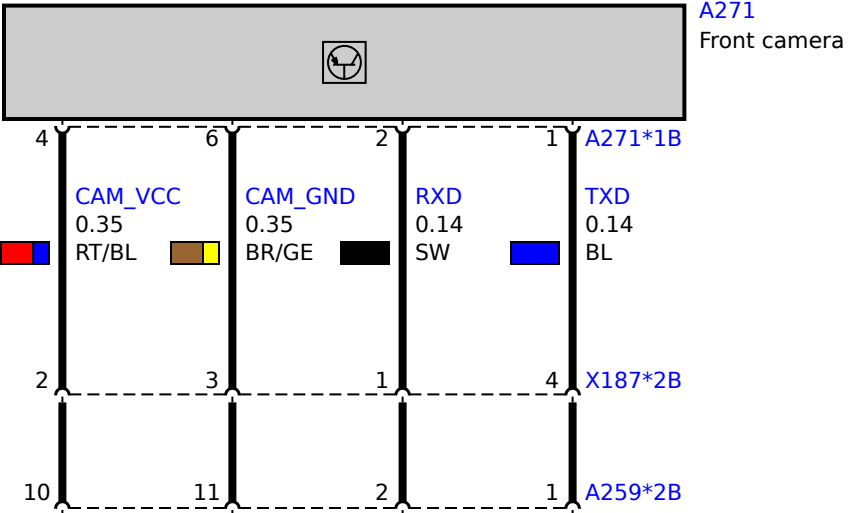 A271
Front camera
4 6 2 1 A271*1B
CAM_VCC CAM_GND RXD TXD
0.35 0.35 0.14 0.14
RT/BL BR/GE SW BL
2 3 1 4 X187*2B
10 11 2 1 A259*2B